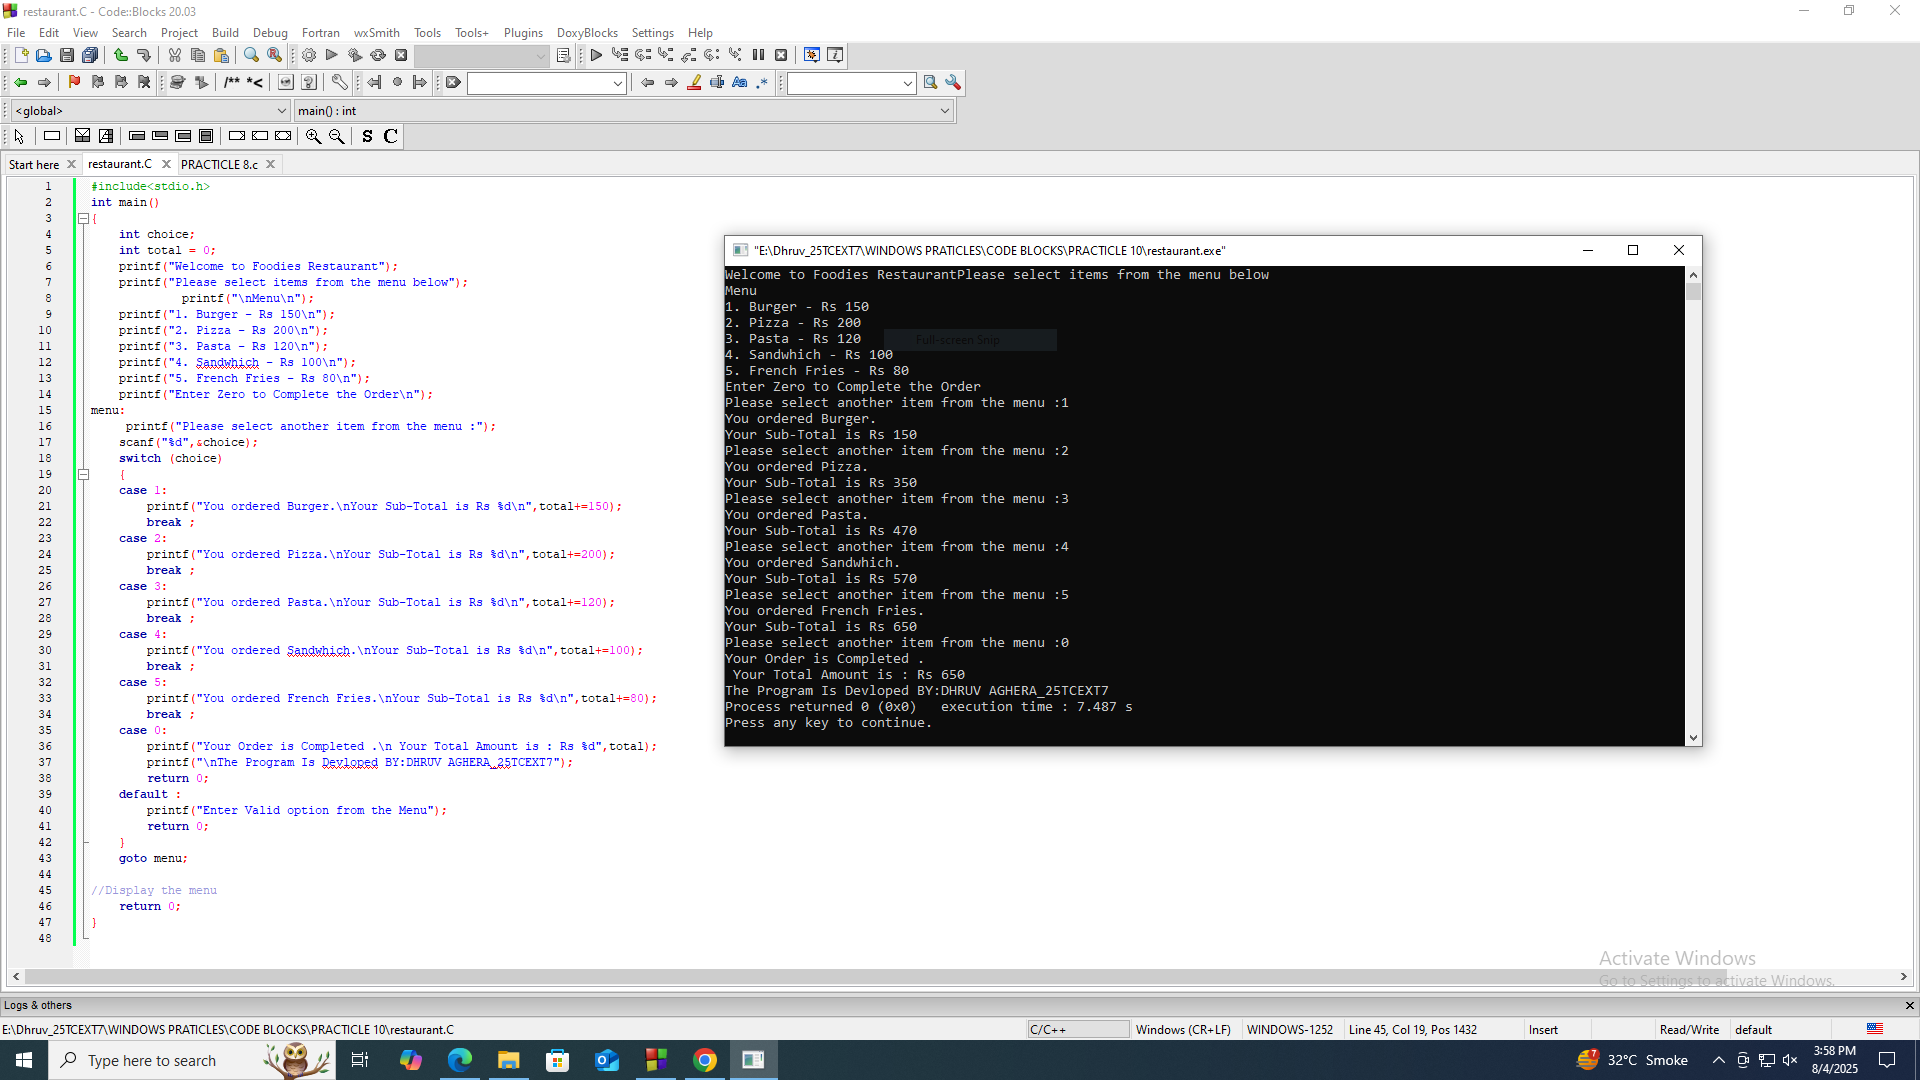 restaurant.C - Code::Blocks 20.03
File Edit View Search Project Build Debug Fortran wxSmith Tools Tools+ Plugins DoxyBlocks Settings Help
/** *<
Aa .*
<global> main() : int
S C
Start here restaurant.C PRACTICLE 8.c
1 #include<stdio.h>
2 int main()
3 {
4 int choice;
5 int total = 0;
6 printf("Welcome to Foodies Restaurant");
7 printf("Please select items from the menu below");
8 printf("\nMenu\n");
9 printf("1. Burger - Rs 150\n");
10 printf("2. Pizza - Rs 200\n");
11 printf("3. Pasta - Rs 120\n");
12 printf("4. Sandwhich - Rs 100\n");
13 printf("5. French Fries - Rs 80\n");
14 printf("Enter Zero to Complete the Order\n");
15 menu:
16 printf("Please select another item from the menu :");
17 scanf("%d",&choice);
18 switch (choice)
19 {
20 case 1:
21 printf("You ordered Burger.\nYour Sub-Total is Rs %d\n",total+=150);
22 break ;
23 case 2:
24 printf("You ordered Pizza.\nYour Sub-Total is Rs %d\n",total+=200);
25 break ;
26 case 3:
27 printf("You ordered Pasta.\nYour Sub-Total is Rs %d\n",total+=120);
28 break ;
29 case 4:
30 printf("You ordered Sandwhich.\nYour Sub-Total is Rs %d\n",total+=100);
31 break ;
32 case 5:
33 printf("You ordered French Fries.\nYour Sub-Total is Rs %d\n",total+=80);
34 break ;
35 case 0:
36 printf("Your Order is Completed .\n Your Total Amount is : Rs %d",total);
37 printf("\nThe Program Is Devloped BY:DHRUV AGHERA_25TCEXT7");
38 return 0;
39 default :
40 printf("Enter Valid option from the Menu");
41 return 0;
42 }
43 goto menu;
44
45 //Display the menu
46 return 0;
47 }
48
"E:\Dhruv_25TCEXT7\WINDOWS PRATICLES\CODE BLOCKS\PRACTICLE 10\restaurant.exe"
Welcome to Foodies RestaurantPlease select items from the menu below
Menu
1. Burger - Rs 150
2. Pizza - Rs 200
3. Pasta - Rs 120
Full-screen Snip
4. Sandwhich - Rs 100
5. French Fries - Rs 80
Enter Zero to Complete the Order
Please select another item from the menu :1
You ordered Burger.
Your Sub-Total is Rs 150
Please select another item from the menu :2
You ordered Pizza.
Your Sub-Total is Rs 350
Please select another item from the menu :3
You ordered Pasta.
Your Sub-Total is Rs 470
Please select another item from the menu :4
You ordered Sandwhich.
Your Sub-Total is Rs 570
Please select another item from the menu :5
You ordered French Fries.
Your Sub-Total is Rs 650
Please select another item from the menu :0
Your Order is Completed .
Your Total Amount is : Rs 650
The Program Is Devloped BY:DHRUV AGHERA_25TCEXT7
Process returned 0 (0x0) execution time : 7.487 s
Press any key to continue.
Activate Windows
Go to Settings to activate Windows.
Logs & others
E:\Dhruv_25TCEXT7\WINDOWS PRATICLES\CODE BLOCKS\PRACTICLE 10\restaurant.C C/C++ Windows (CR+LF) WINDOWS-1252 Line 45, Col 19, Pos 1432 Insert Read/Write default
Type here to search 32°C Smoke 3:58 PM
8/4/2025